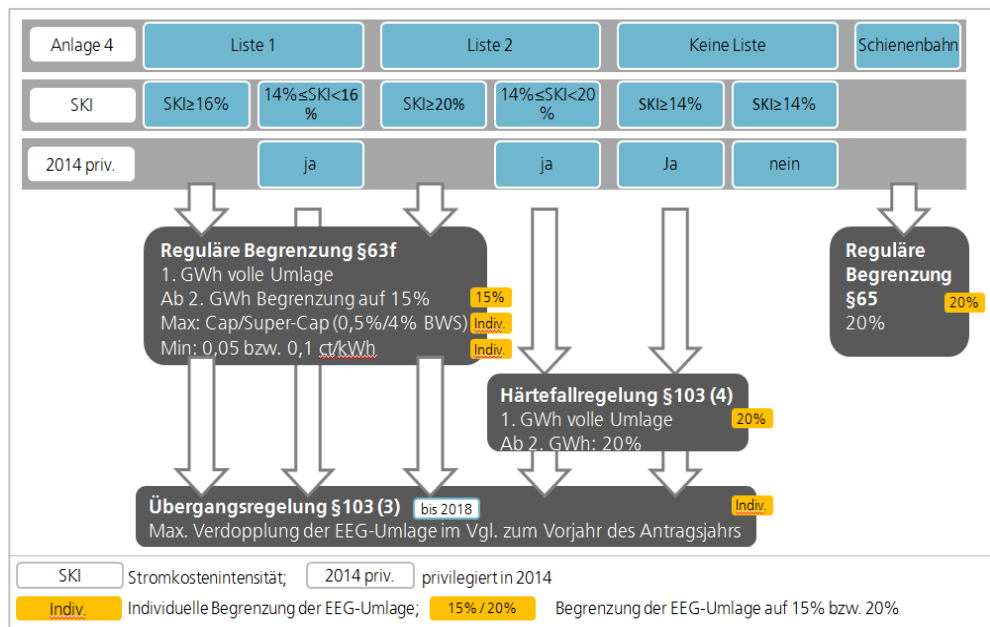 Anlage 4
Liste 1
Liste 2
Keine Liste
Schienenbahn
SKI
SKI≥16%
14%≤SKI<16
%
SKI≥20%
14%≤SKI<20
%
SKI≥14%
SKI≥14%
2014 priv.
ja
ja
Ja
nein
Reguläre Begrenzung §63f
1. GWh volle Umlage
Ab 2. GWh Begrenzung auf 15%
15%
Max: Cap/Super-Cap (0,5%/4% BWS)
Indiv.
Min: 0,05 bzw. 0,1 ct/kWh
Indiv.
Reguläre
Begrenzung
§65
20%
20%
Härtefallregelung §103 (4)
1. GWh volle Umlage
20%
Ab 2. GWh: 20%
Übergangsregelung §103 (3)
bis 2018
Indiv.
Max. Verdopplung der EEG-Umlage im Vgl. zum Vorjahr des Antragsjahrs
SKI
Stromkostenintensität;
2014 priv.
privilegiert in 2014
Indiv.
Individuelle Begrenzung der EEG-Umlage;
15% / 20%
Begrenzung der EEG-Umlage auf 15% bzw. 20%